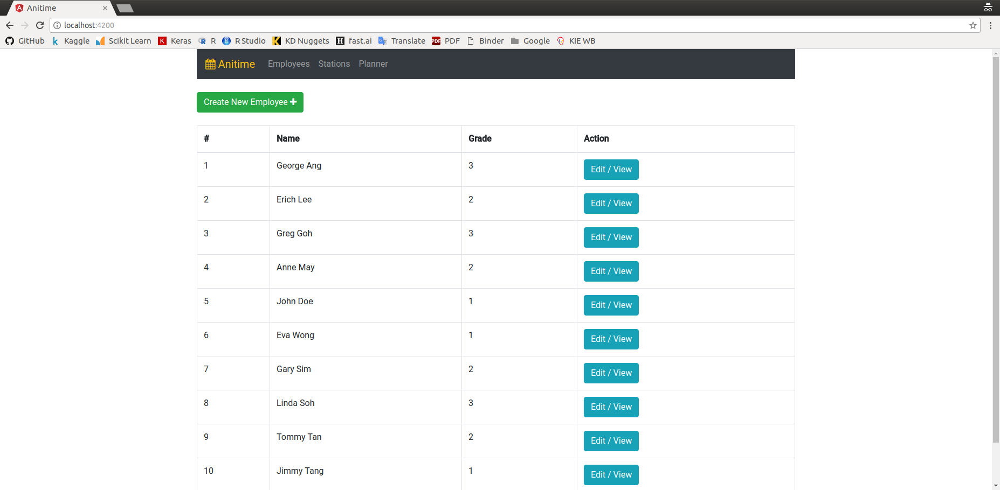 Anitime
localhost:4200
GitHub Kaggle Scikit Learn Keras R R Studio KD Nuggets fast.ai Translate PDF Binder Google KIE WB
Anitime Employees Stations Planner
Create New Employee
# Name Grade Action
1 George Ang 3 Edit / View
2 Erich Lee 2 Edit / View
3 Greg Goh 3 Edit / View
4 Anne May 2 Edit / View
5 John Doe 1 Edit / View
6 Eva Wong 1 Edit / View
7 Gary Sim 2 Edit / View
8 Linda Soh 3 Edit / View
9 Tommy Tan 2 Edit / View
10 Jimmy Tang 1 Edit / View